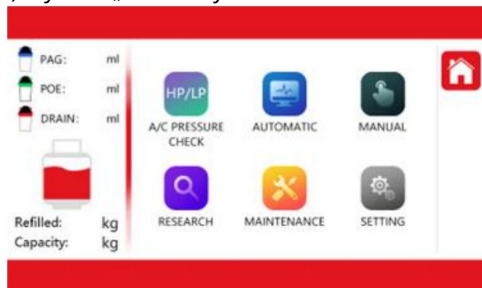 PAG: ml
POE: ml
DRAIN: ml
Refilled: kg
Capacity: kg
HP/LP
A/C PRESSURE
CHECK
AUTOMATIC
MANUAL
RESEARCH
MAINTENANCE
SETTING